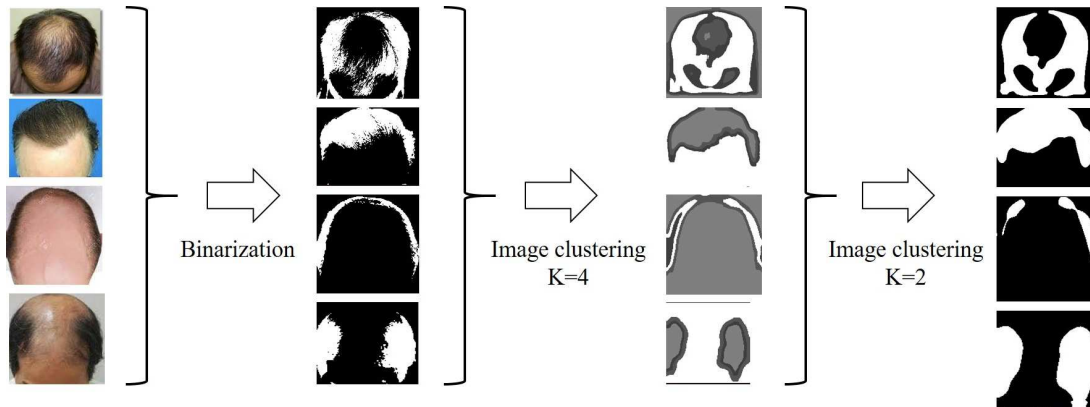 Binarization
Image clustering
K=4
Image clustering
K=2